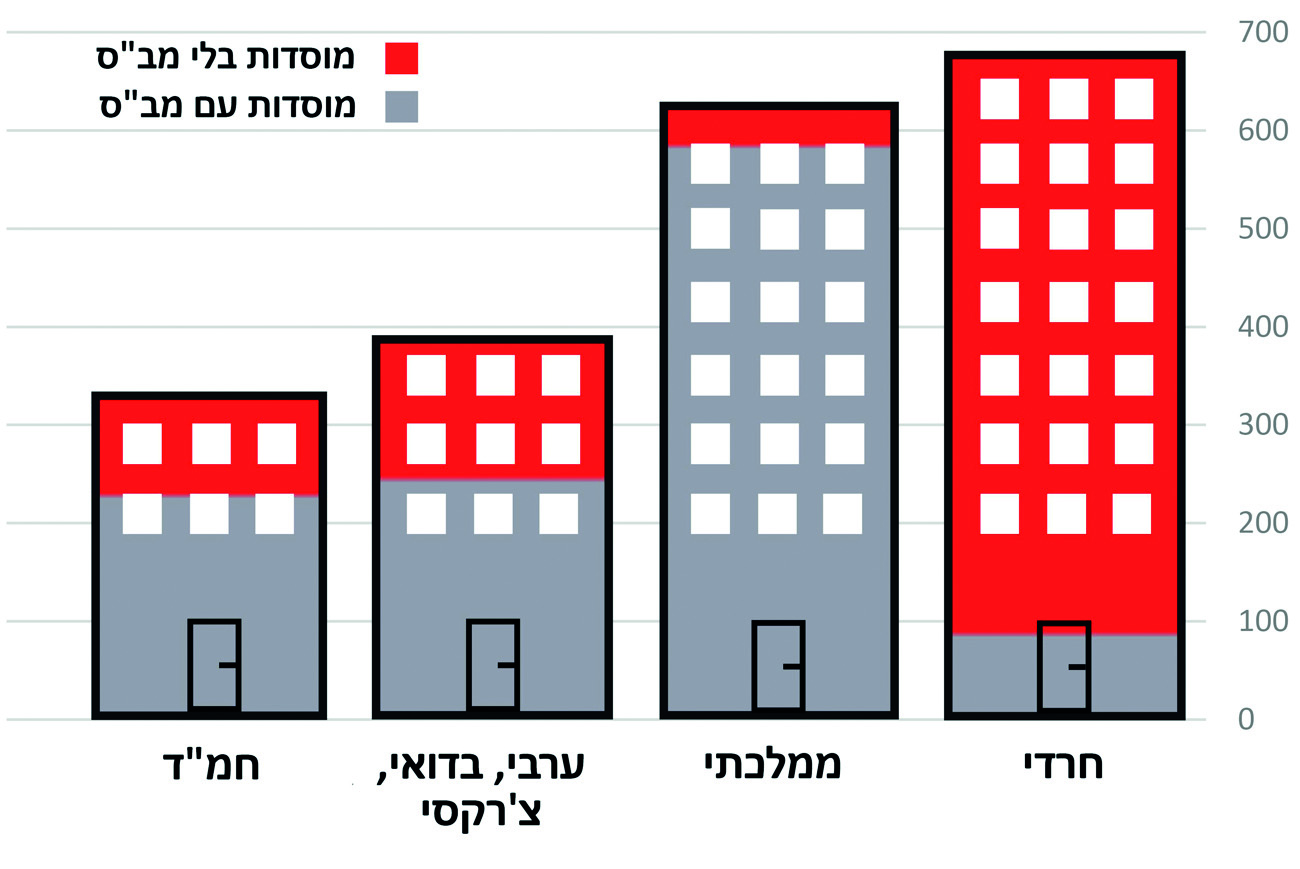 מוסדות בלי מב"ס
מוסדות עם מב"ס
700
600
500
400
300
200
100
0
חרדי
ממלכתי
ערבי, בדואי,
צ'רקסי
חמ"ד